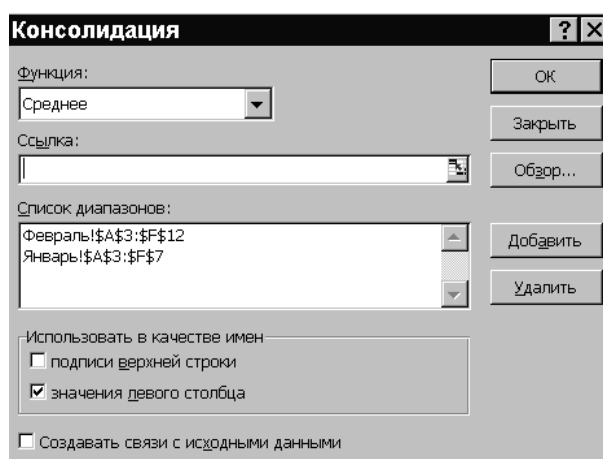 Консолидация
Функция:
ОК
Среднее
Закрыть
Ссылка:
Обзор...
Список диапазонов:
Февраль!$A$3:$F$12
Добавить
Январь!$A$3:$F$7
Удалить
Использовать в качестве имен
подписи верхней строки
значения левого столбца
Создавать связи с исходными данными